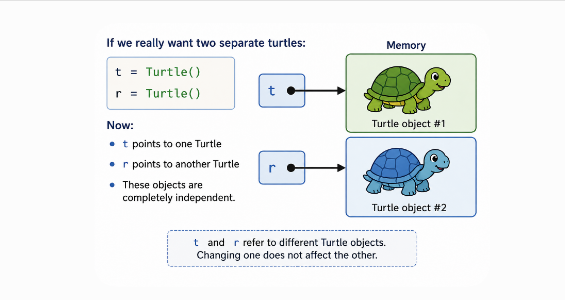 If we really want two separate turtles:
Memory
t = Turtle()
r = Turtle()
t
Turtle object #1
Now:
• t points to one Turtle
• r points to another Turtle
• These objects are
completely independent.
r
Turtle object #2
t and r refer to different Turtle objects.
Changing one does not affect the other.